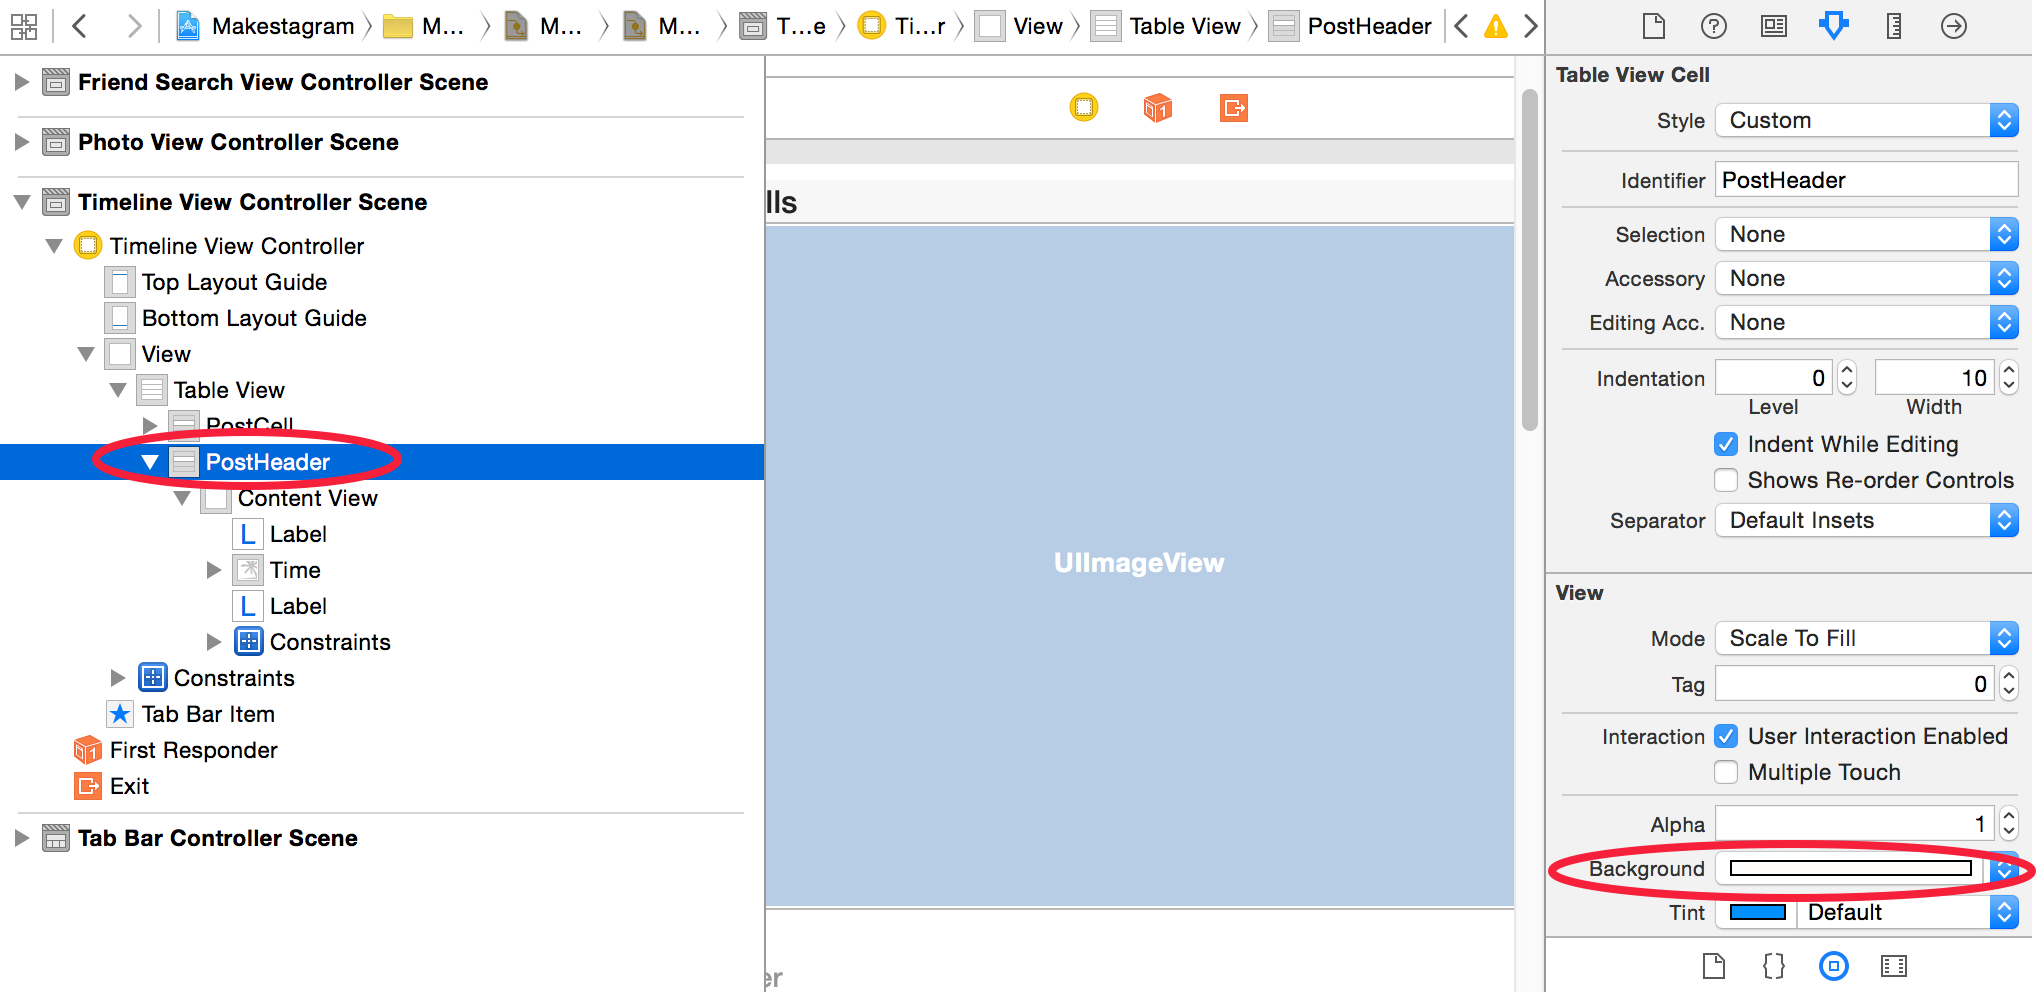 Makestagram M... M... M... T...e Ti...r View Table View PostHeader
Friend Search View Controller Scene
Photo View Controller Scene
Timeline View Controller Scene
Timeline View Controller
Top Layout Guide
Bottom Layout Guide
View
Table View
PostCell
PostHeader
Content View
L Label
Time
L Label
Constraints
Constraints
Tab Bar Item
First Responder
Exit
Tab Bar Controller Scene
lls
UIImageView
er
Table View Cell
Style Custom
Identifier PostHeader
Selection None
Accessory None
Editing Acc. None
Indentation 0 10
Level Width
Indent While Editing
Shows Re-order Controls
Separator Default Insets
View
Mode Scale To Fill
Tag 0
Interaction User Interaction Enabled
Multiple Touch
Alpha 1
Background
Tint Default